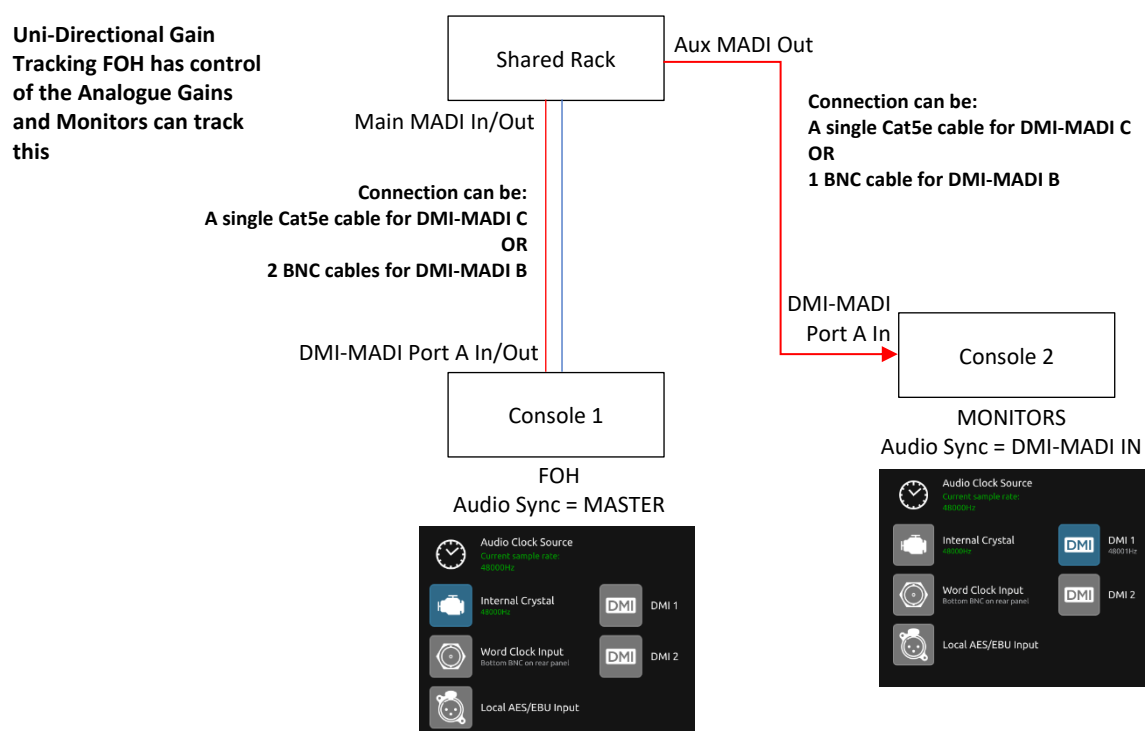 Uni-Directional Gain
Tracking FOH has control
of the Analogue Gains
and Monitors can track
this
Shared Rack
Aux MADI Out
Main MADI In/Out
Connection can be:
A single Cat5e cable for DMI-MADI C
OR
1 BNC cable for DMI-MADI B
Connection can be:
A single Cat5e cable for DMI-MADI C
OR
2 BNC cables for DMI-MADI B
DMI-MADI
Port A In
DMI-MADI Port A In/Out
Console 1
Console 2
FOH
Audio Sync = MASTER
MONITORS
Audio Sync = DMI-MADI IN
Audio Clock Source
Current sample rate:
48000Hz
Internal Crystal
48000Hz
DMI
DMI 1
Word Clock Input
Bottom BNC on rear panel
DMI
DMI 2
Local AES/EBU Input
Audio Clock Source
Current sample rate:
48000Hz
Internal Crystal
48000Hz
DMI
DMI 1
48001Hz
Word Clock Input
Bottom BNC on rear panel
DMI
DMI 2
Local AES/EBU Input